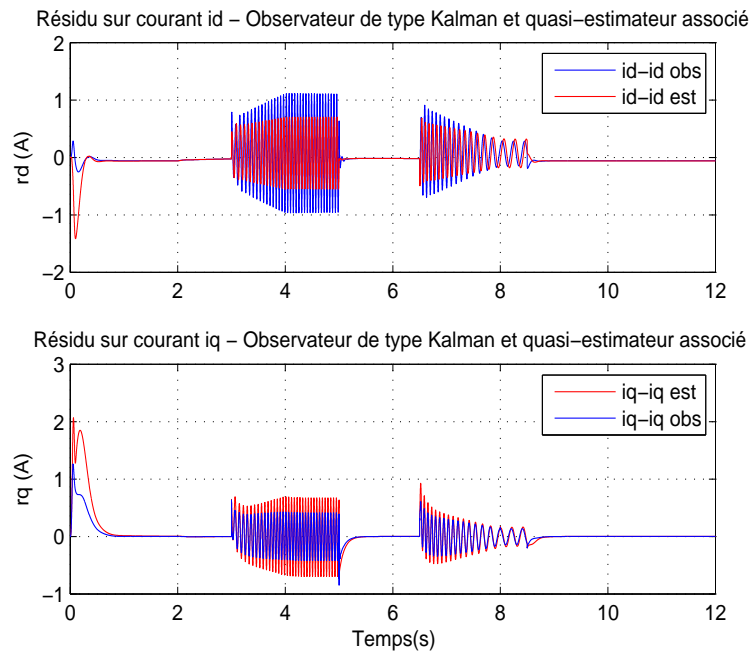 Résidu sur courant id − Observateur de type Kalman et quasi−estimateur associé
2
1
0
−1
−2
rd (A)
id−id obs
id−id est
0 2 4 6 8 10 12
Résidu sur courant iq − Observateur de type Kalman et quasi−estimateur associé
3
2
1
0
−1
rq (A)
iq−iq est
iq−iq obs
0 2 4 6 8 10 12
Temps(s)